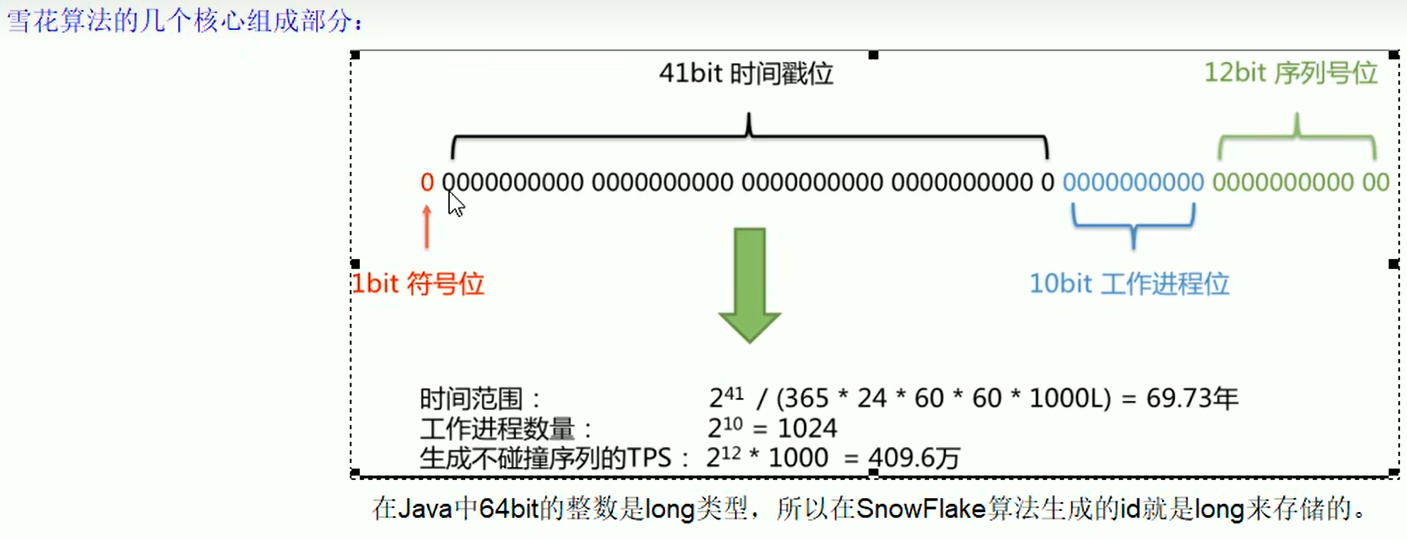 雪花算法的几个核心组成部分：
41bit 时间戳位 12bit 序列号位
0 0000000000 0000000000 0000000000 0000000000 0 0000000000 0000000000 00
1bit 符号位 10bit 工作进程位
时间范围： 2⁴¹ / (365 * 24 * 60 * 60 * 1000L) = 69.73年
工作进程数量： 2¹⁰ = 1024
生成不碰撞序列的TPS： 2¹² * 1000 = 409.6万
在Java中64bit的整数是long类型，所以在SnowFlake算法生成的id就是long来存储的。